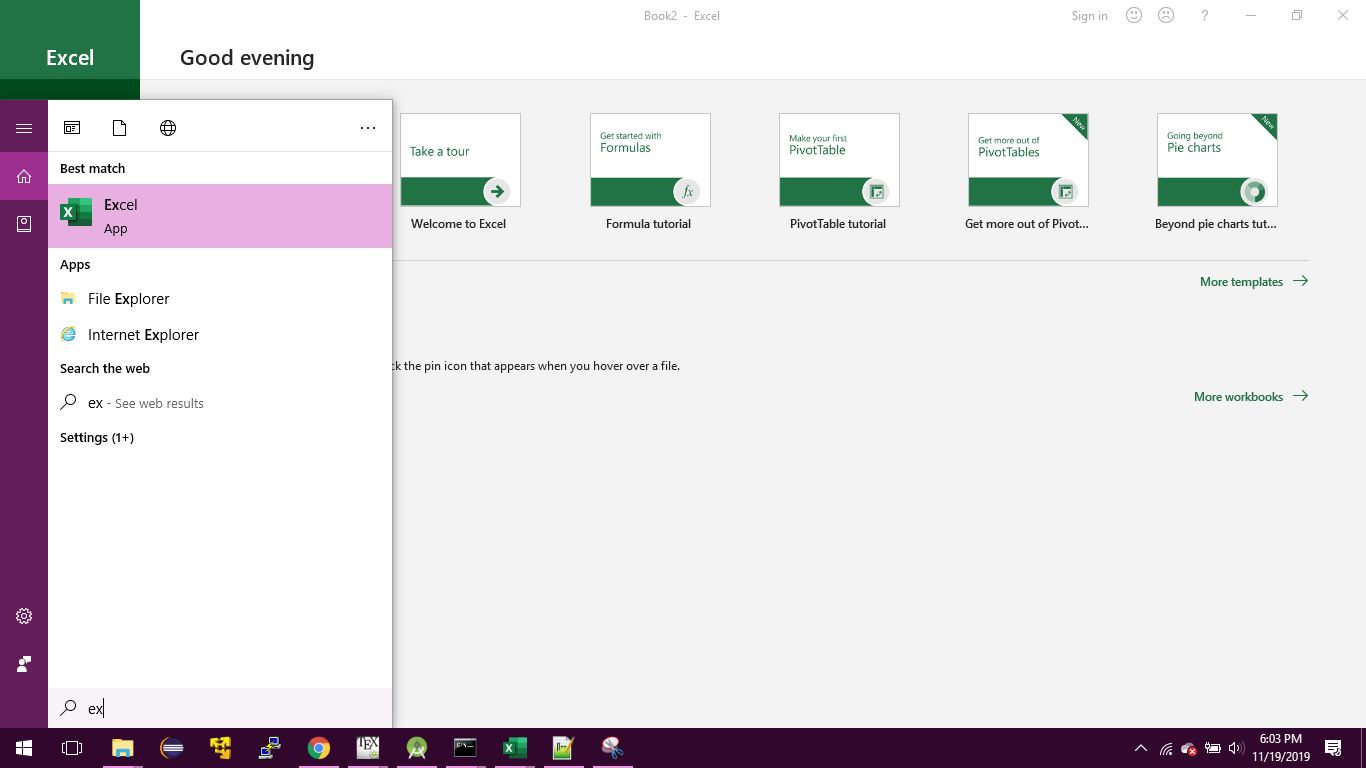 Book2 - Excel
Sign in
?
Excel
Good evening
Best match
Excel
App
Apps
File Explorer
Internet Explorer
Search the web
ex - See web results
Settings (1+)
ex
Take a tour
Welcome to Excel
Get started with
Formulas
fx
Formula tutorial
Make your first
PivotTable
PivotTable tutorial
New
Get more out of
PivotTables
Get more out of Pivot...
New
Going beyond
Pie charts
Beyond pie charts tut...
More templates
the pin icon that appears when you hover over a file.
More workbooks
6:03 PM
11/19/2019